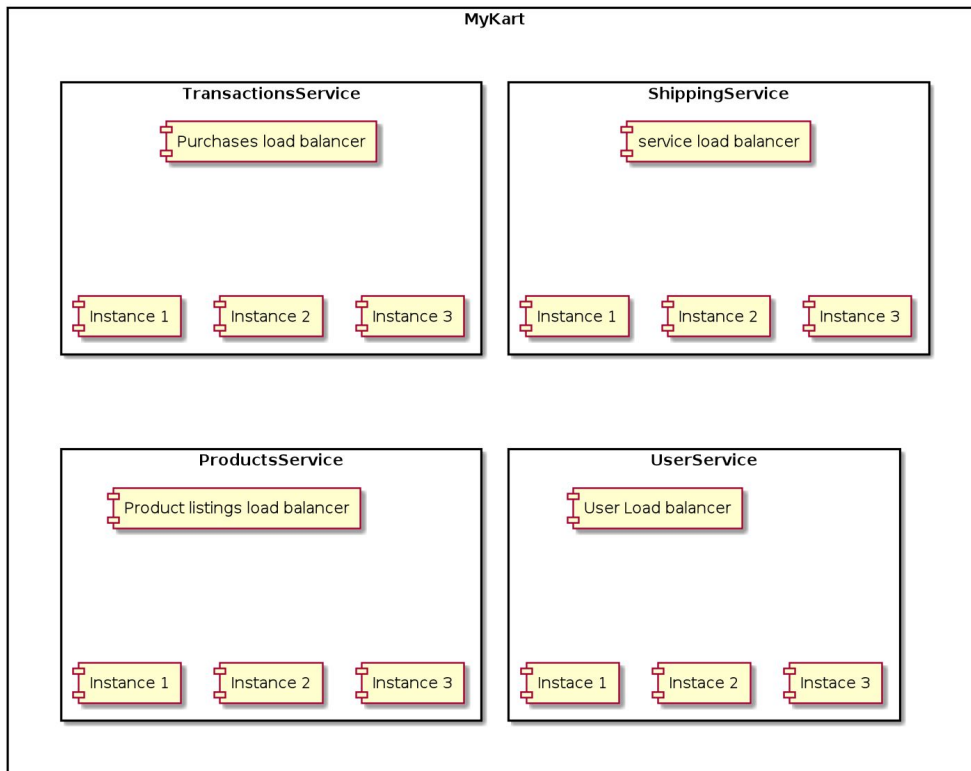 MyKart
TransactionsService
Purchases load balancer
Instance 1
Instance 2
Instance 3
ShippingService
service load balancer
Instance 1
Instance 2
Instance 3
ProductsService
Product listings load balancer
Instance 1
Instance 2
Instance 3
UserService
User Load balancer
Instace 1
Instace 2
Instace 3